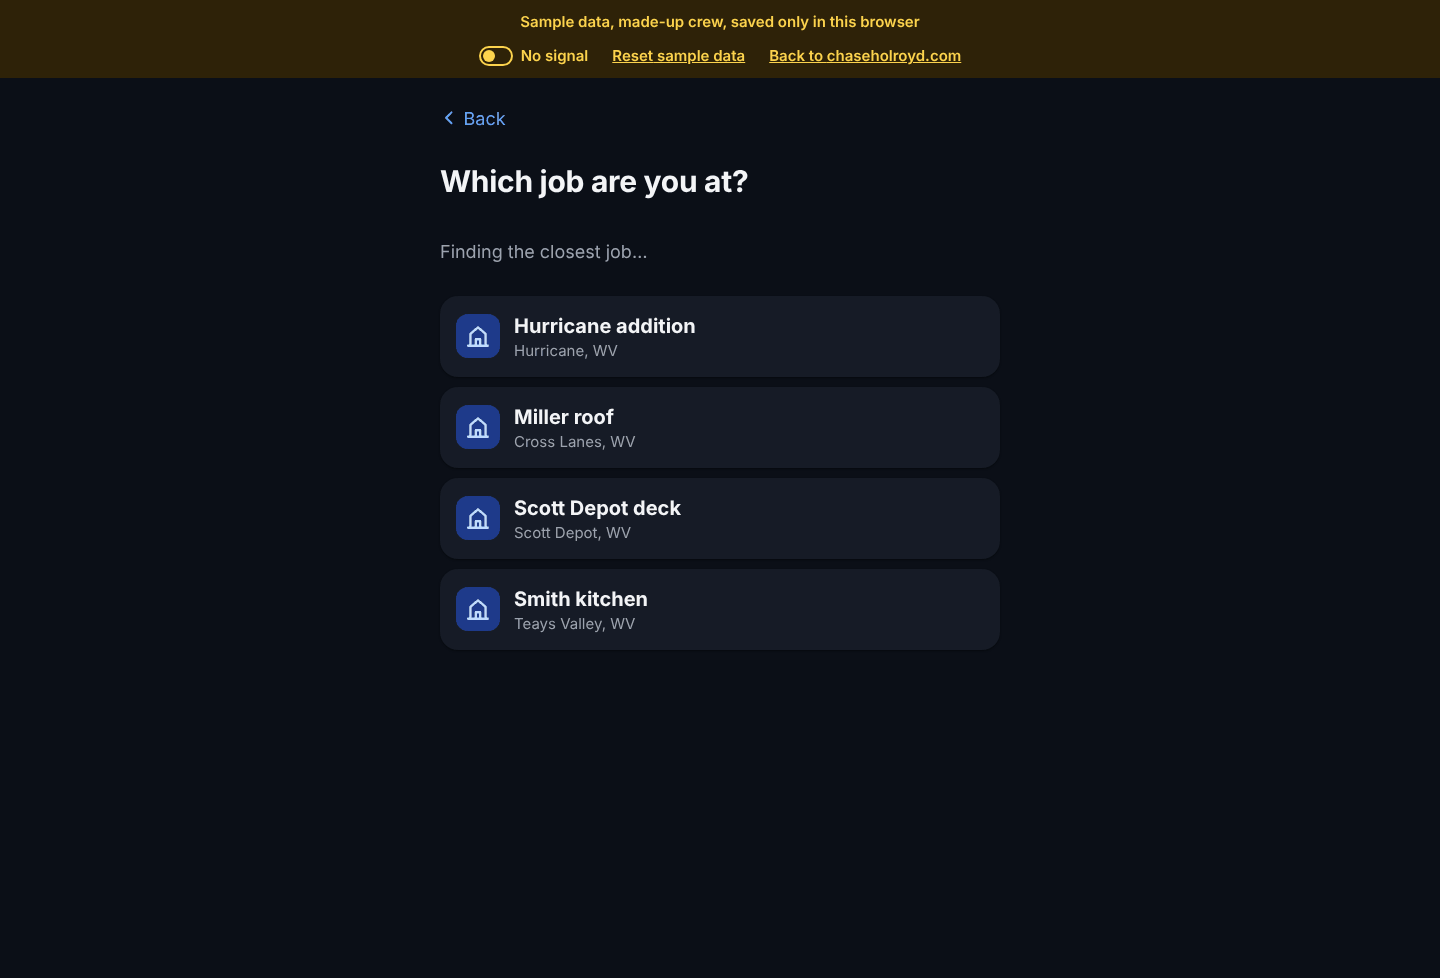 Sample data, made-up crew, saved only in this browser
No signal Reset sample data Back to chaseholroyd.com
Back
Which job are you at?
Finding the closest job...
Hurricane addition
Hurricane, WV
Miller roof
Cross Lanes, WV
Scott Depot deck
Scott Depot, WV
Smith kitchen
Teays Valley, WV